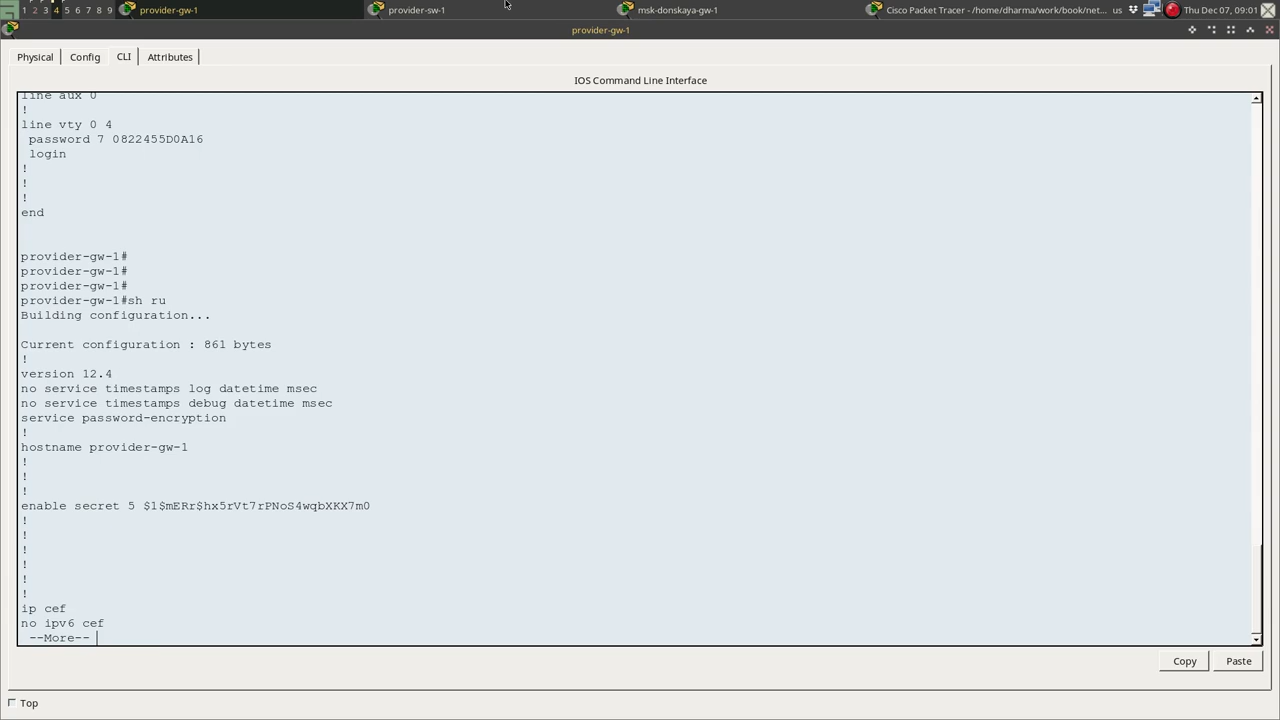 1 2 3 4 5 6 7 8 9 provider-gw-1 provider-sw-1 msk-donskaya-gw-1 Cisco Packet Tracer - /home/dharma/work/book/net... us Thu Dec 07, 09:01
provider-gw-1
Physical Config CLI Attributes
IOS Command Line Interface
line aux 0
!
line vty 0 4
password 7 0822455D0A16
login
!
!
!
end
provider-gw-1#
provider-gw-1#
provider-gw-1#
provider-gw-1#sh ru
Building configuration...
Current configuration : 861 bytes
!
version 12.4
no service timestamps log datetime msec
no service timestamps debug datetime msec
service password-encryption
!
hostname provider-gw-1
!
!
!
enable secret 5 $1$mERr$hx5rVt7rPNoS4wqbXKX7m0
!
!
!
!
!
!
ip cef
no ipv6 cef
--More--
Copy Paste
Top